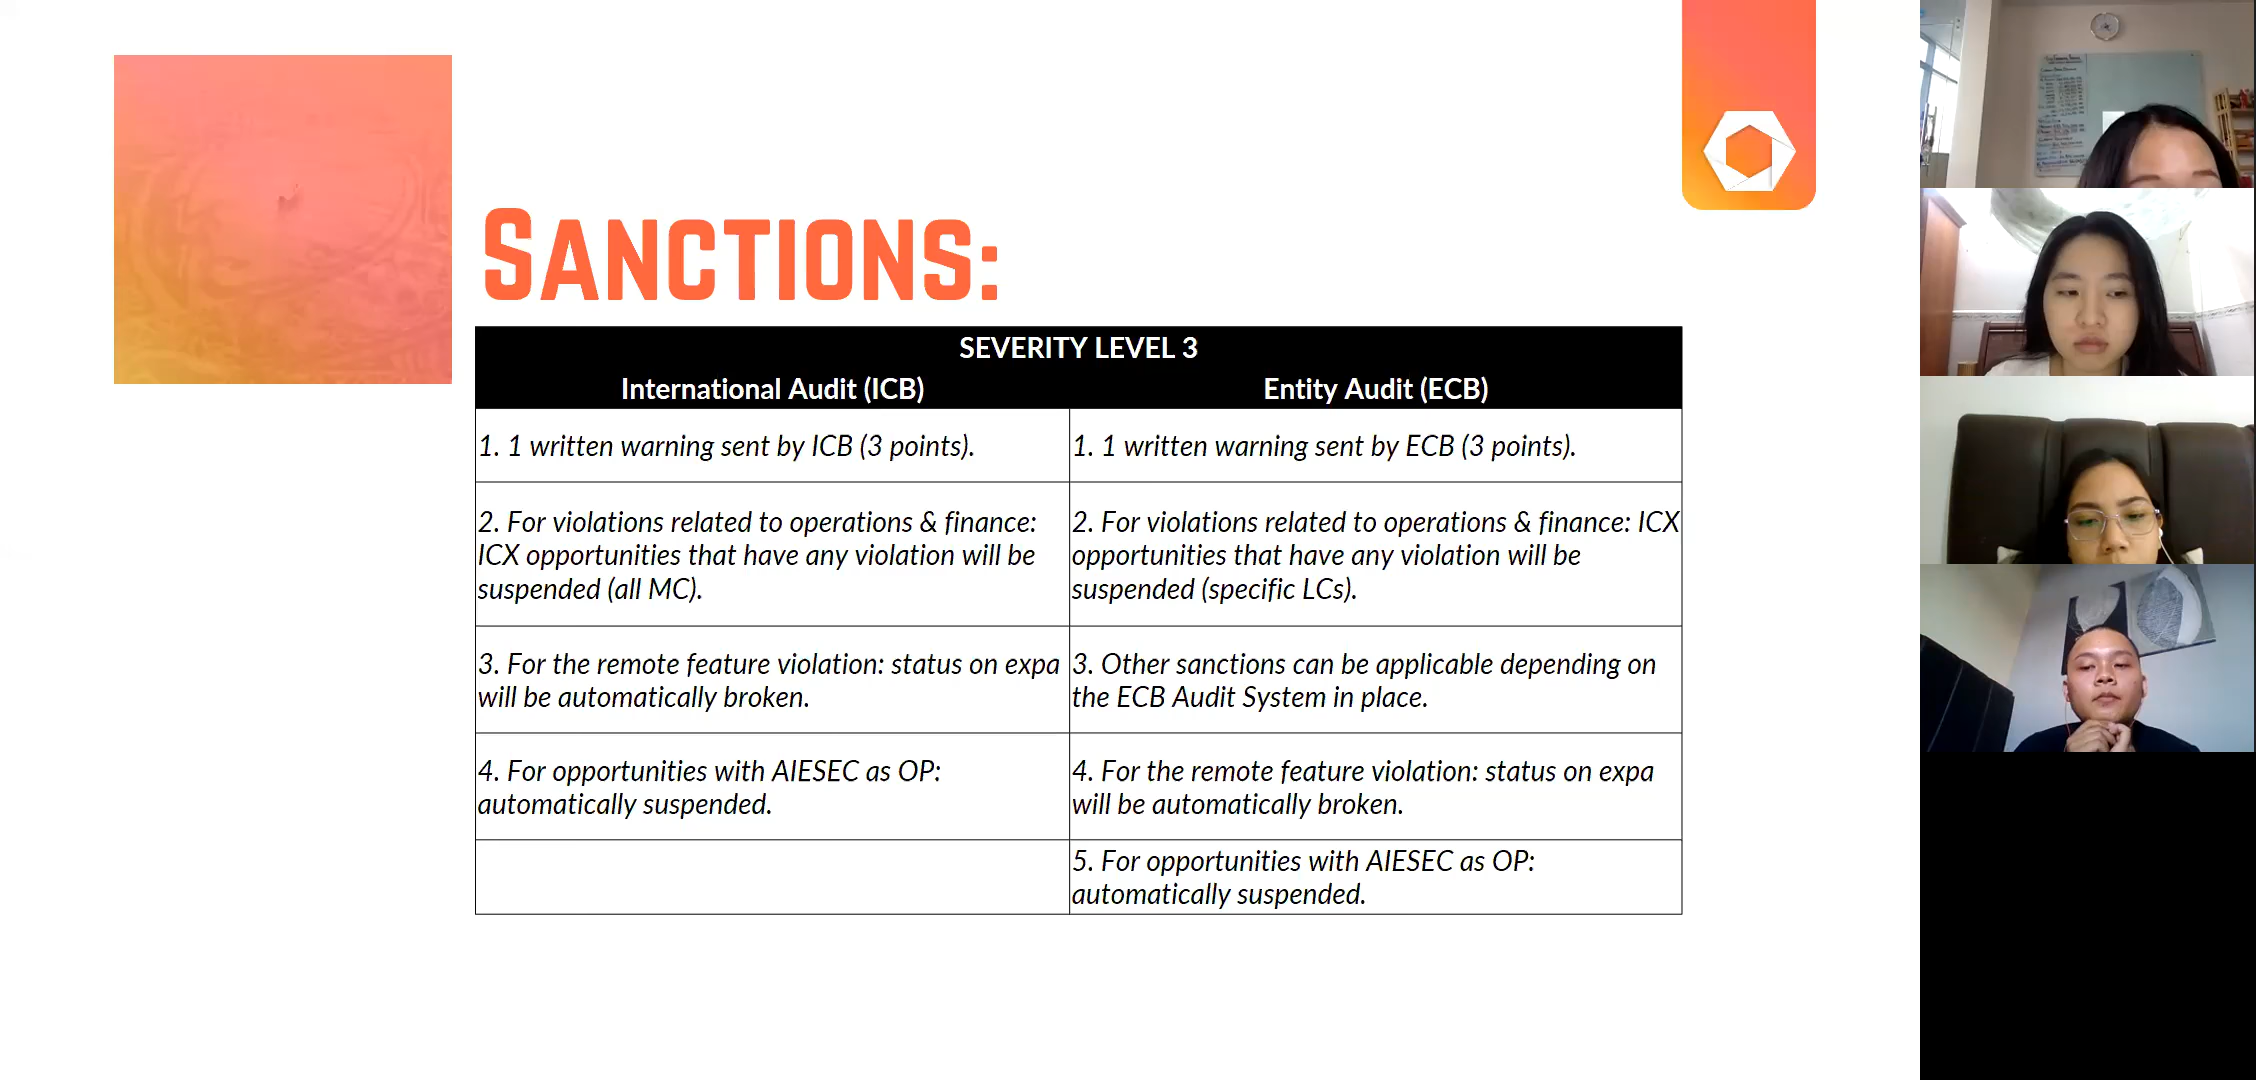 SANCTIONS:
SEVERITY LEVEL 3
International Audit (ICB)
Entity Audit (ECB)
1. 1 written warning sent by ICB (3 points).
1. 1 written warning sent by ECB (3 points).
2. For violations related to operations & finance:
ICX opportunities that have any violation will be
suspended (all MC).
2. For violations related to operations & finance: ICX
opportunities that have any violation will be
suspended (specific LCs).
3. For the remote feature violation: status on expa
will be automatically broken.
3. Other sanctions can be applicable depending on
the ECB Audit System in place.
4. For opportunities with AIESEC as OP:
automatically suspended.
4. For the remote feature violation: status on expa
will be automatically broken.
5. For opportunities with AIESEC as OP:
automatically suspended.